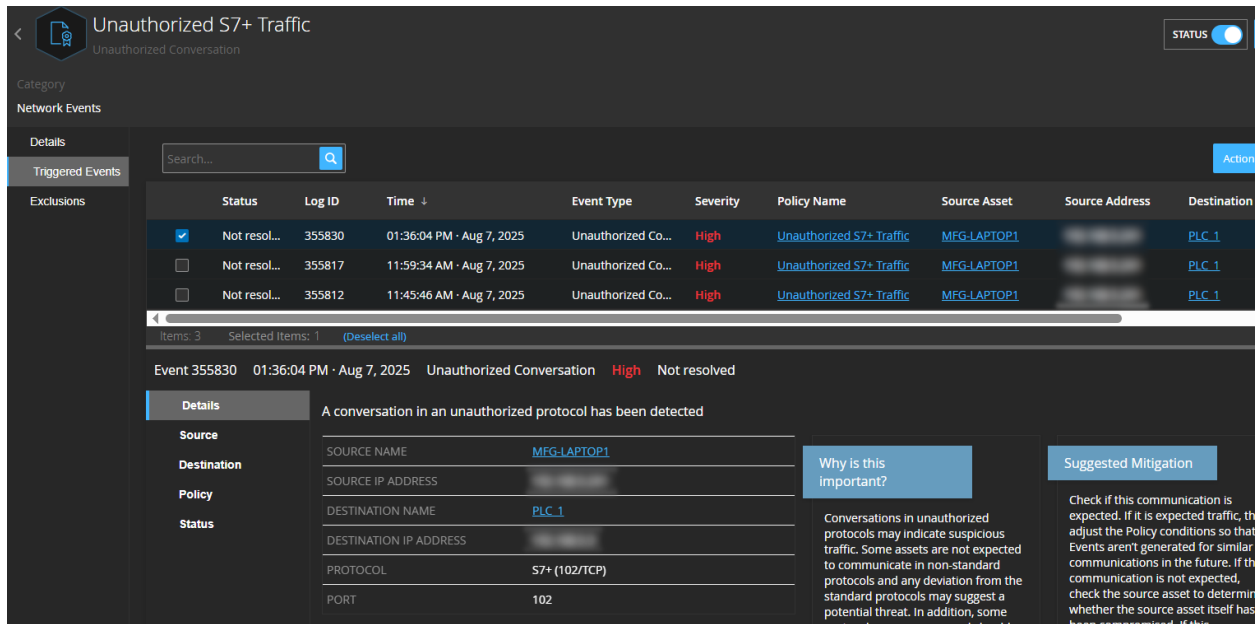 Unauthorized S7+ Traffic
Unauthorized Conversation
STATUS
Category
Network Events
Details
Triggered Events
Exclusions
Search...
Action
Status Log ID Time ↓ Event Type Severity Policy Name Source Asset Source Address Destination
Not resol... 355830 01:36:04 PM · Aug 7, 2025 Unauthorized Co... High Unauthorized S7+ Traffic MFG-LAPTOP1 PLC_1
Not resol... 355817 11:59:34 AM · Aug 7, 2025 Unauthorized Co... High Unauthorized S7+ Traffic MFG-LAPTOP1 PLC_1
Not resol... 355812 11:45:46 AM · Aug 7, 2025 Unauthorized Co... High Unauthorized S7+ Traffic MFG-LAPTOP1 PLC_1
Items: 3 Selected Items: 1 (Deselect all)
Event 355830 01:36:04 PM · Aug 7, 2025 Unauthorized Conversation High Not resolved
Details
Source
Destination
Policy
Status
A conversation in an unauthorized protocol has been detected
SOURCE NAME MFG-LAPTOP1
SOURCE IP ADDRESS
DESTINATION NAME PLC_1
DESTINATION IP ADDRESS
PROTOCOL S7+ (102/TCP)
PORT 102
Why is this
important?
Conversations in unauthorized
protocols may indicate suspicious
traffic. Some assets are not expected
to communicate in non-standard
protocols and any deviation from the
standard protocols may suggest a
potential threat. In addition, some
Suggested Mitigation
Check if this communication is
expected. If it is expected traffic, th
adjust the Policy conditions so that
Events aren't generated for similar
communications in the future. If th
communication is not expected,
check the source asset to determin
whether the source asset itself has